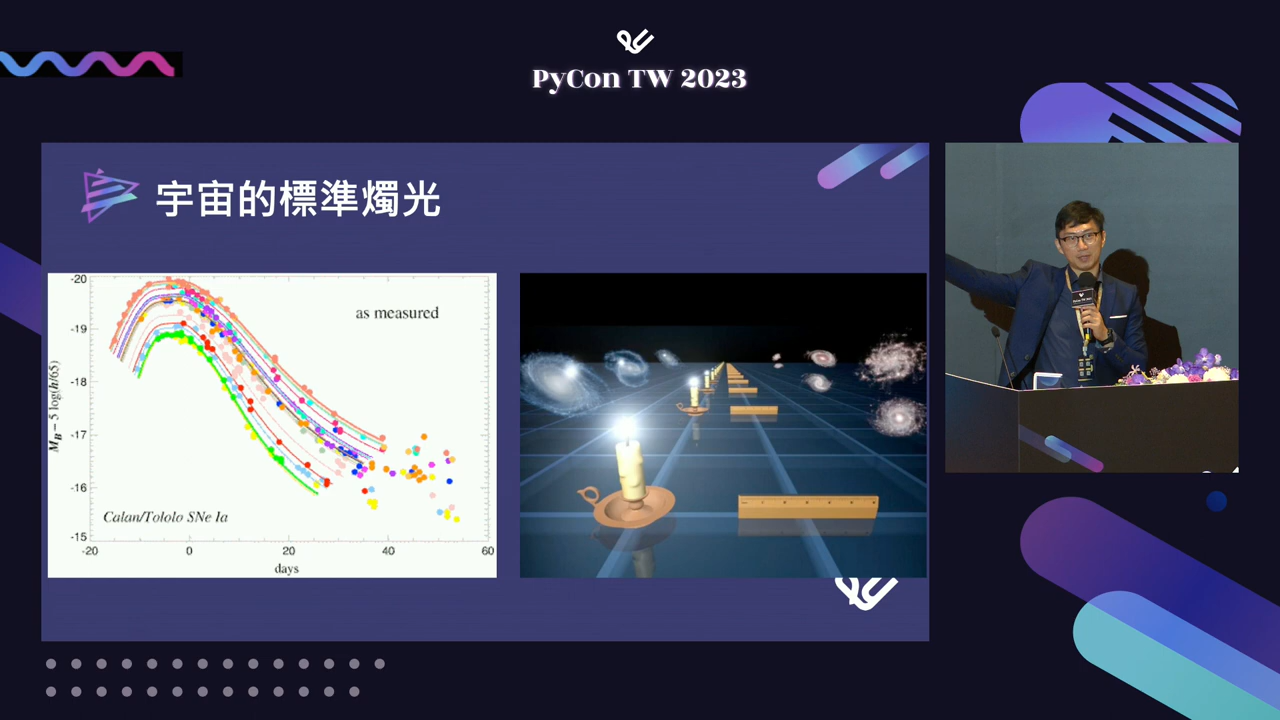 PyCon TW 2023
宇宙的標準燭光
as measured
Calan/Tololo SNe Ia
M_B – 5 log(h/65)
-20
-19
-18
-17
-16
-15
-20 0 20 40 60
days